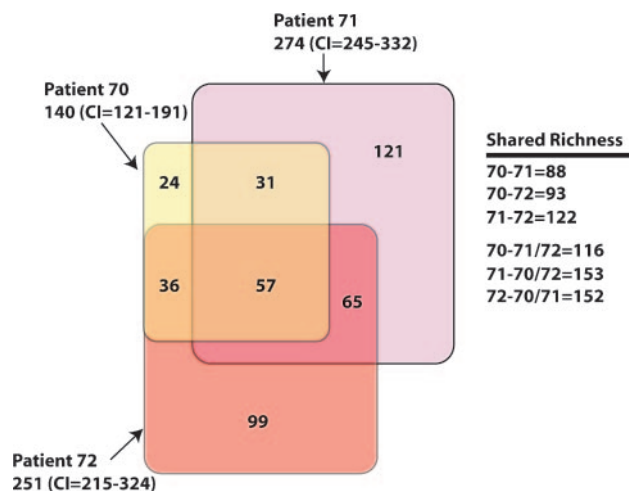 Patient 71
274 (CI=245-332)
Patient 70
140 (CI=121-191)
121
24
31
36
57
65
99
Patient 72
251 (CI=215-324)
Shared Richness
70-71=88
70-72=93
71-72=122
70-71/72=116
71-70/72=153
72-70/71=152